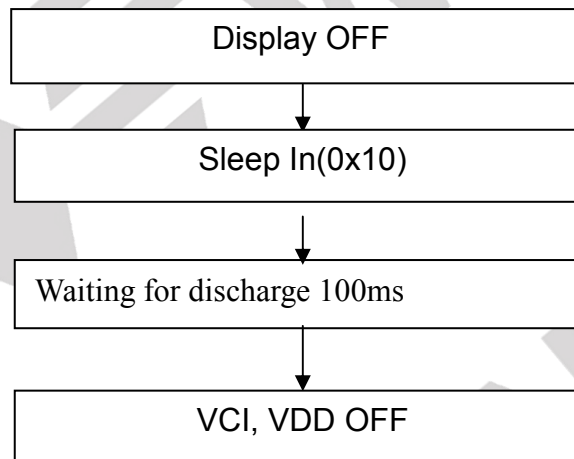 Display OFF
Sleep In(0x10)
Waiting for discharge 100ms
VCI, VDD OFF